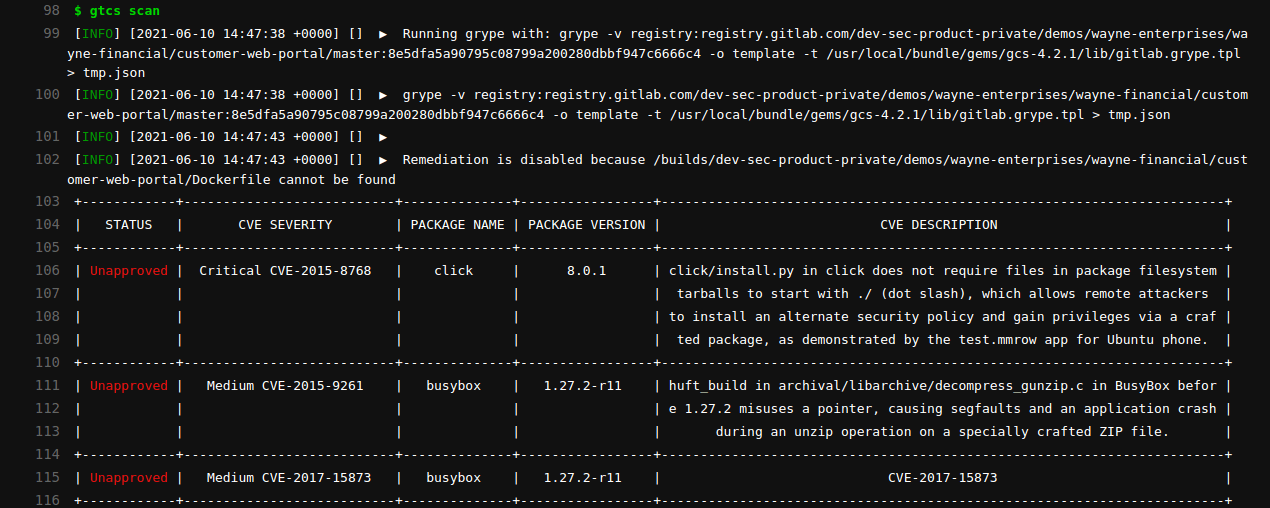 98 $ gtcs scan
99 [INFO] [2021-06-10 14:47:38 +0000] [] ▶ Running grype with: grype -v registry:registry.gitlab.com/dev-sec-product-private/demos/wayne-enterprises/wa
yne-financial/customer-web-portal/master:8e5dfa5a90795c08799a200280dbbf947c6666c4 -o template -t /usr/local/bundle/gems/gcs-4.2.1/lib/gitlab.grype.tpl
> tmp.json
100 [INFO] [2021-06-10 14:47:38 +0000] [] ▶ grype -v registry:registry.gitlab.com/dev-sec-product-private/demos/wayne-enterprises/wayne-financial/custom
er-web-portal/master:8e5dfa5a90795c08799a200280dbbf947c6666c4 -o template -t /usr/local/bundle/gems/gcs-4.2.1/lib/gitlab.grype.tpl > tmp.json
101 [INFO] [2021-06-10 14:47:43 +0000] [] ▶
102 [INFO] [2021-06-10 14:47:43 +0000] [] ▶ Remediation is disabled because /builds/dev-sec-product-private/demos/wayne-enterprises/wayne-financial/cust
omer-web-portal/Dockerfile cannot be found
103 +------------+---------------------------+--------------+-----------------+------------------------------------------------------------------------+
104 | STATUS | CVE SEVERITY | PACKAGE NAME | PACKAGE VERSION | CVE DESCRIPTION |
105 +------------+---------------------------+--------------+-----------------+------------------------------------------------------------------------+
106 | Unapproved | Critical CVE-2015-8768 | click | 8.0.1 | click/install.py in click does not require files in package filesystem |
107 | | | | | tarballs to start with ./ (dot slash), which allows remote attackers |
108 | | | | | to install an alternate security policy and gain privileges via a craf |
109 | | | | | ted package, as demonstrated by the test.mmrow app for Ubuntu phone. |
110 +------------+---------------------------+--------------+-----------------+------------------------------------------------------------------------+
111 | Unapproved | Medium CVE-2015-9261 | busybox | 1.27.2-r11 | huft_build in archival/libarchive/decompress_gunzip.c in BusyBox befor |
112 | | | | | e 1.27.2 misuses a pointer, causing segfaults and an application crash |
113 | | | | | during an unzip operation on a specially crafted ZIP file. |
114 +------------+---------------------------+--------------+-----------------+------------------------------------------------------------------------+
115 | Unapproved | Medium CVE-2017-15873 | busybox | 1.27.2-r11 | CVE-2017-15873 |
116 +------------+---------------------------+--------------+-----------------+------------------------------------------------------------------------+